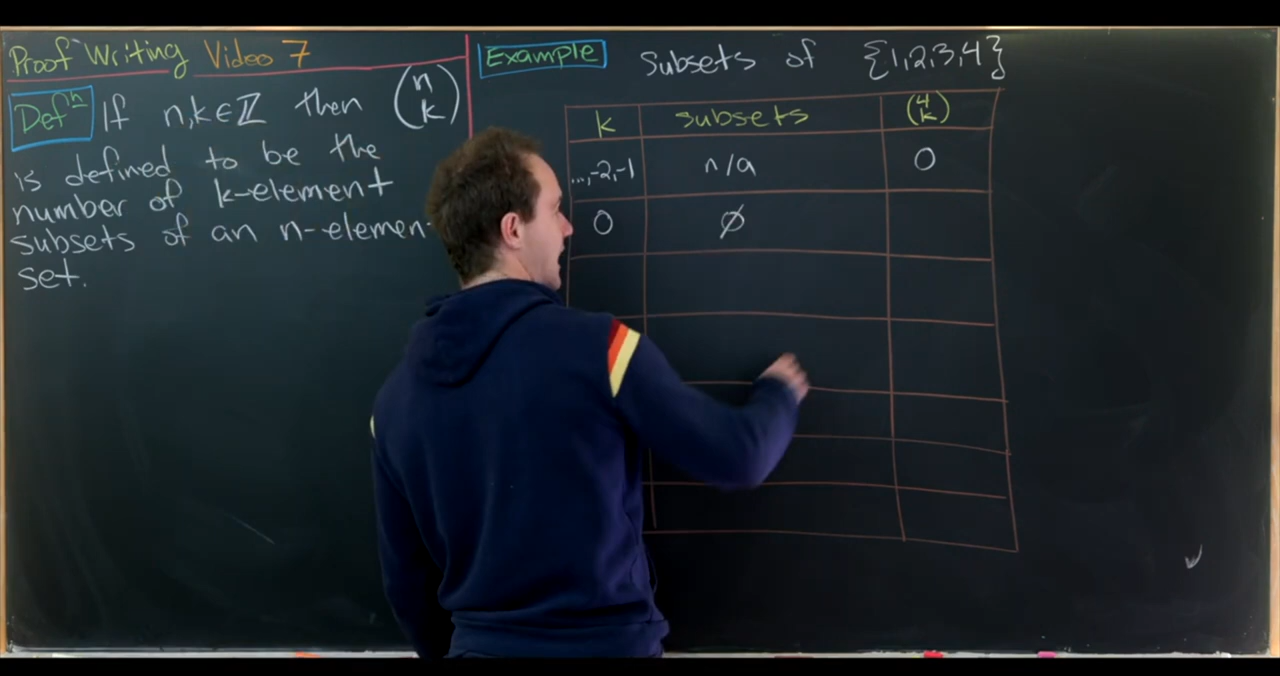 Proof Writing Video 7
Defⁿ If n,k∈ℤ then (n k)
is defined to be the
number of k-element
subsets of an n-elemen
set.
Example Subsets of {1,2,3,4}
k subsets (4 k)
...,-2,-1 n/a 0
0 ∅